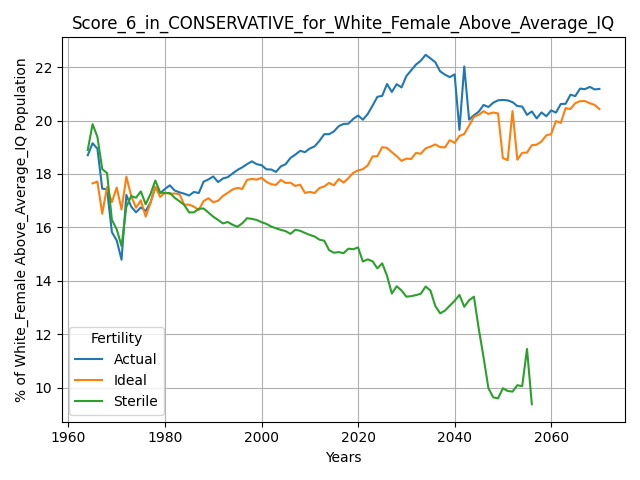 Score_6_in_CONSERVATIVE_for_White_Female_Above_Average_IQ
% of White_Female Above_Average_IQ Population
22
20
18
16
14
12
10
Fertility
Actual
Ideal
Sterile
1960 1980 2000 2020 2040 2060
Years